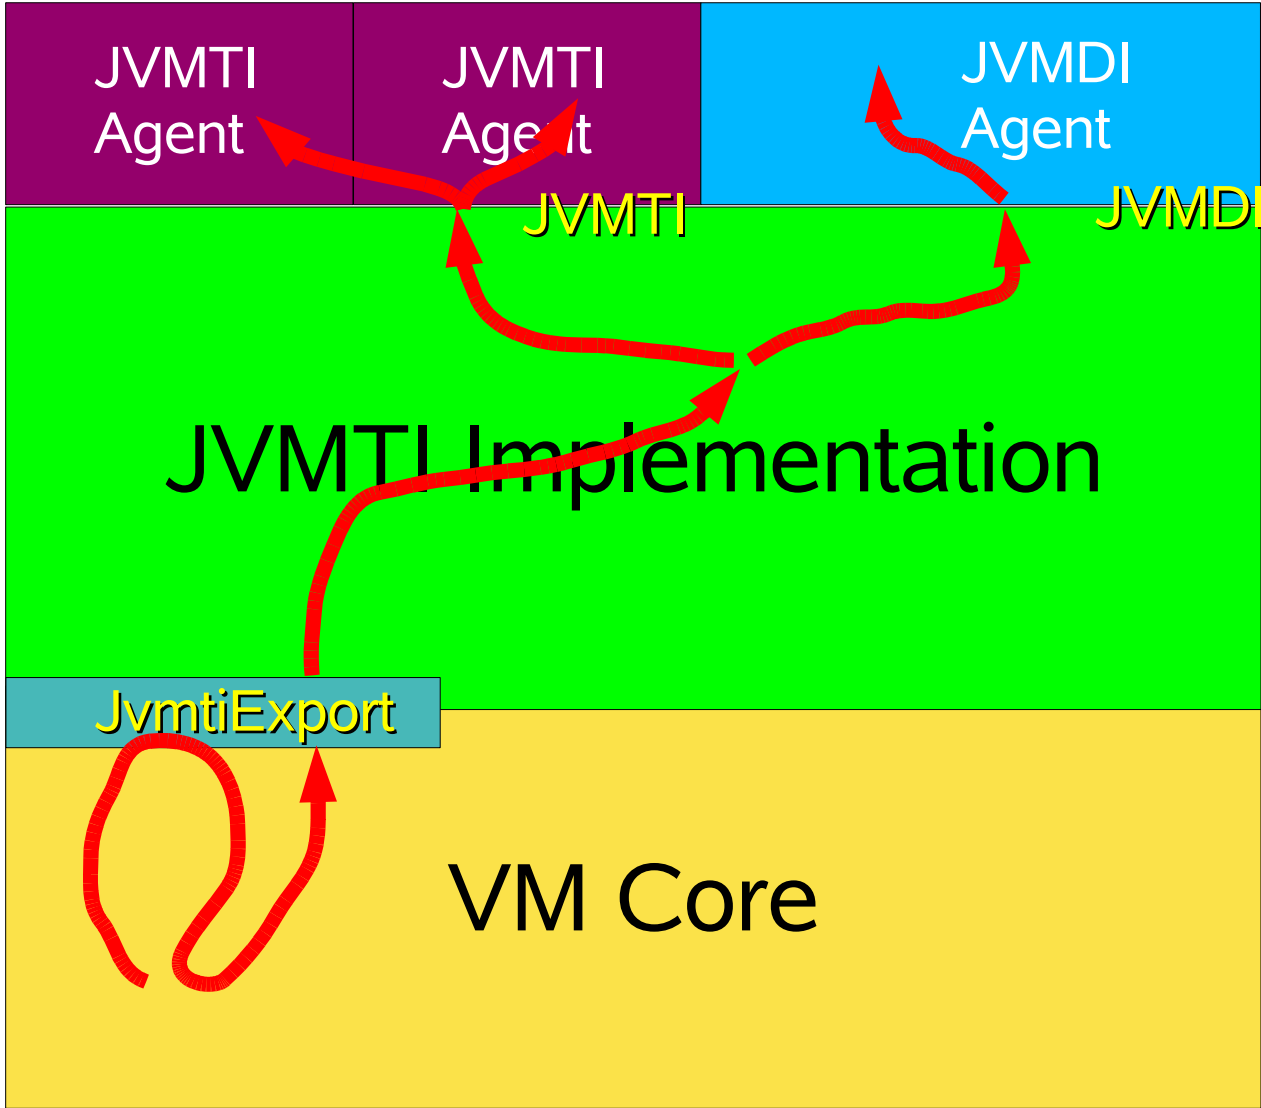 JVMTI
Agent
JVMTI
Agent
JVMDI
Agent
JVMTI
JVMDI
JVMTI Implementation
JvmtiExport
VM Core